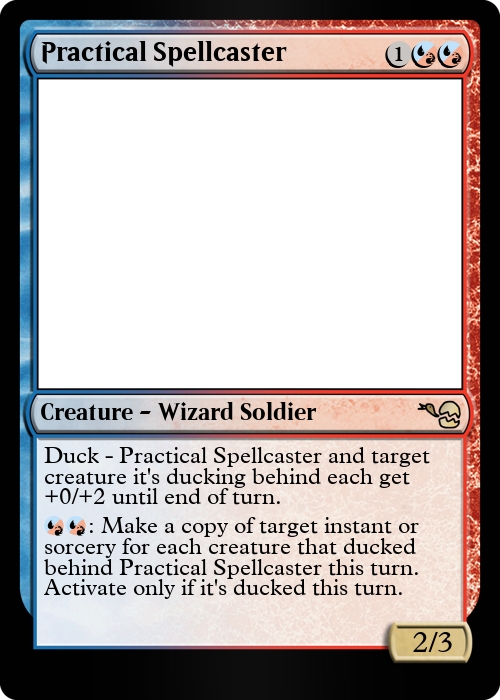 Practical Spellcaster 1
Creature – Wizard Soldier
Duck - Practical Spellcaster and target
creature it's ducking behind each get
+0/+2 until end of turn.
: Make a copy of target instant or
sorcery for each creature that ducked
behind Practical Spellcaster this turn.
Activate only if it's ducked this turn.
2/3